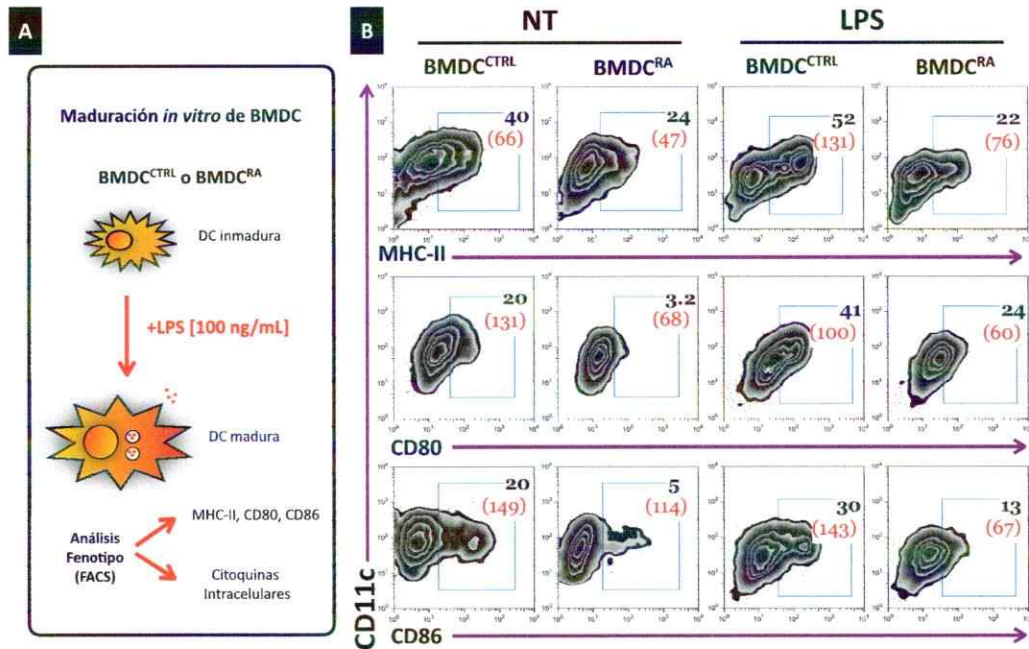 A
Maduración in vitro de BMDC
BMDC^CTRL o BMDC^RA
DC inmadura
+LPS [100 ng/mL]
DC madura
MHC-II, CD80, CD86
Análisis
Fenotipo
(FACS)
Citoquinas
Intracelulares
B
NT
LPS
BMDC^CTRL
BMDC^RA
BMDC^CTRL
BMDC^RA
40
(66)
24
(47)
52
(131)
22
(76)
MHC-II
20
(131)
3.2
(68)
41
(100)
24
(60)
CD80
20
(149)
5
(114)
30
(143)
13
(67)
CD11c
CD86